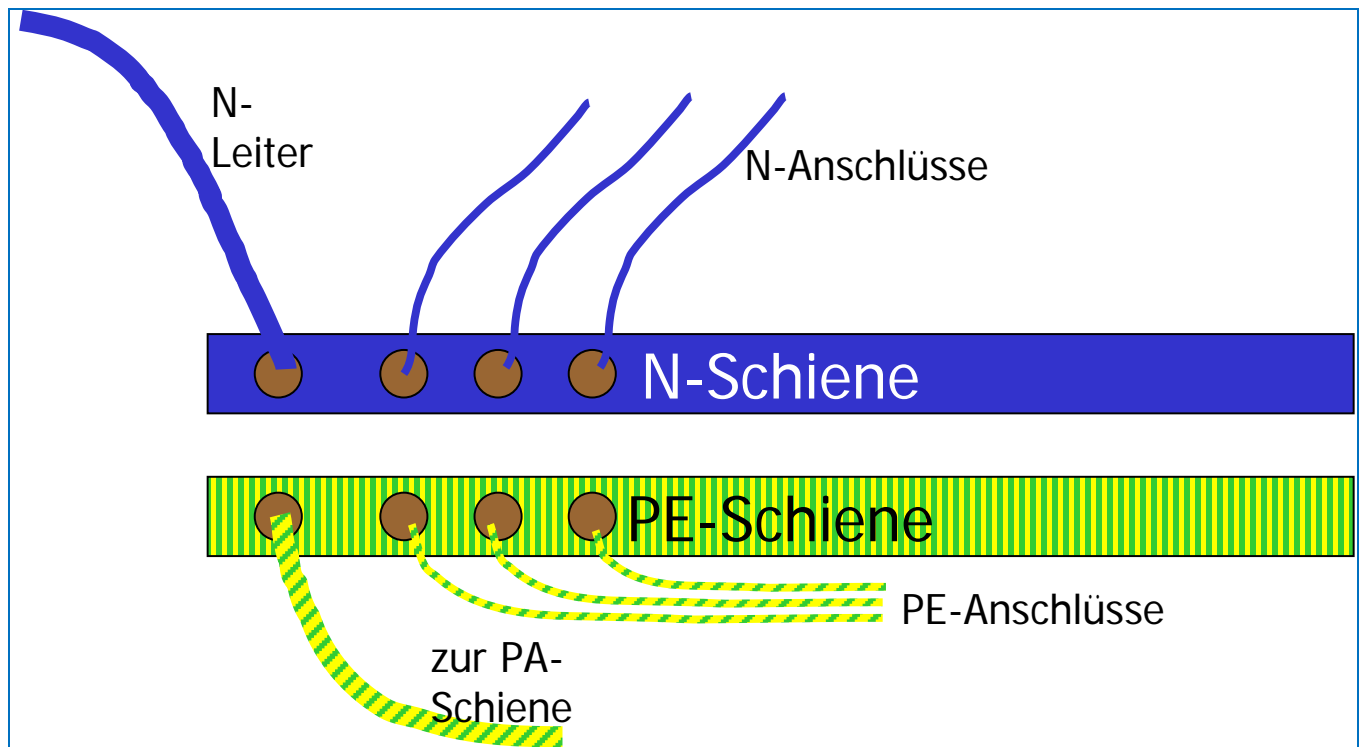 N-
Leiter
N-Anschlüsse
N-Schiene
PE-Schiene
PE-Anschlüsse
zur PA-
Schiene